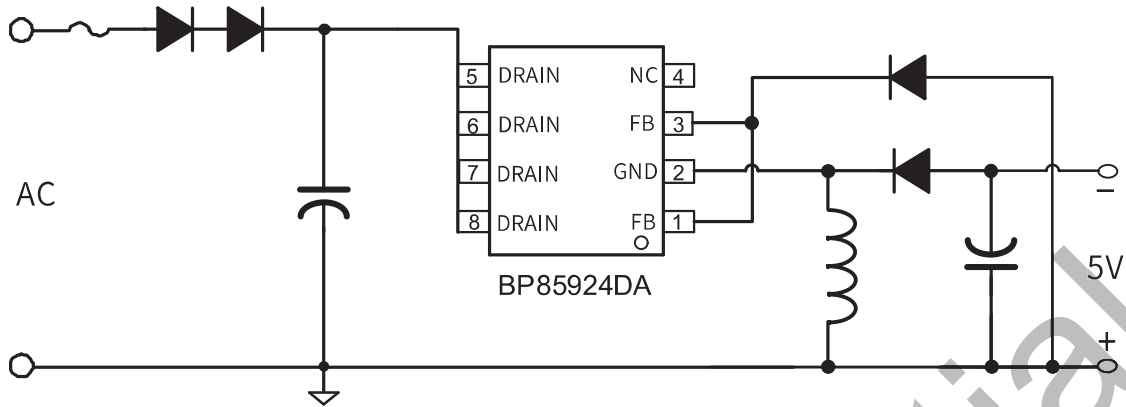 AC
5 DRAIN
6 DRAIN
7 DRAIN
8 DRAIN
NC 4
FB 3
GND 2
FB 1
BP85924DA
−
5V
+